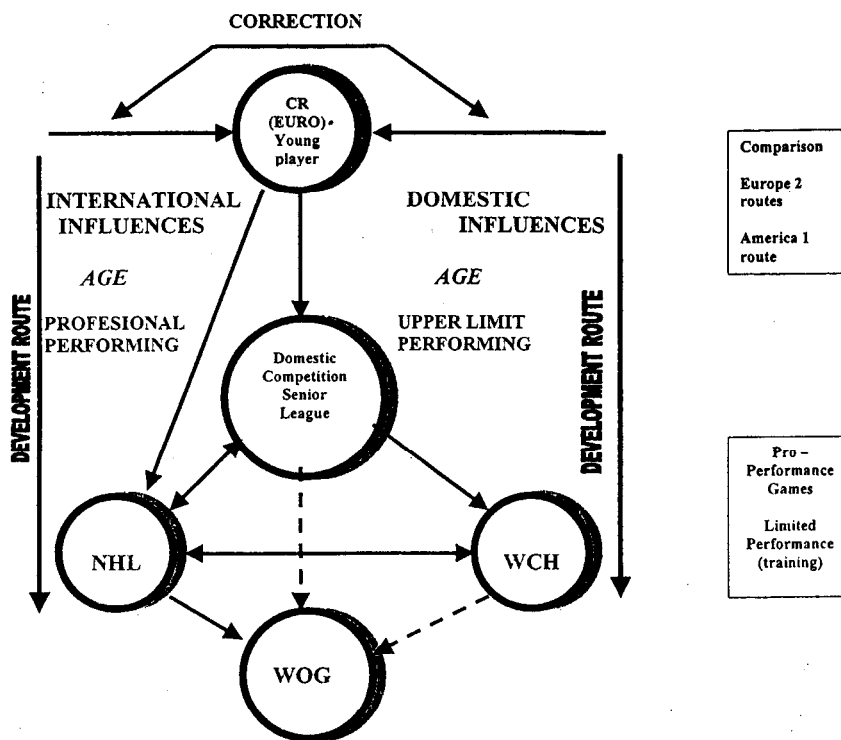 CORRECTION
CR
(EURO) -
Young
player
INTERNATIONAL
INFLUENCES
AGE
PROFESIONAL
PERFORMING
DOMESTIC
INFLUENCES
AGE
UPPER LIMIT
PERFORMING
DEVELOPMENT ROUTE
DEVELOPMENT ROUTE
Domestic
Competition
Senior
League
NHL
WCH
WOG
Comparison
Europe 2
routes
America 1
route
Pro –
Performance
Games
Limited
Performance
(training)